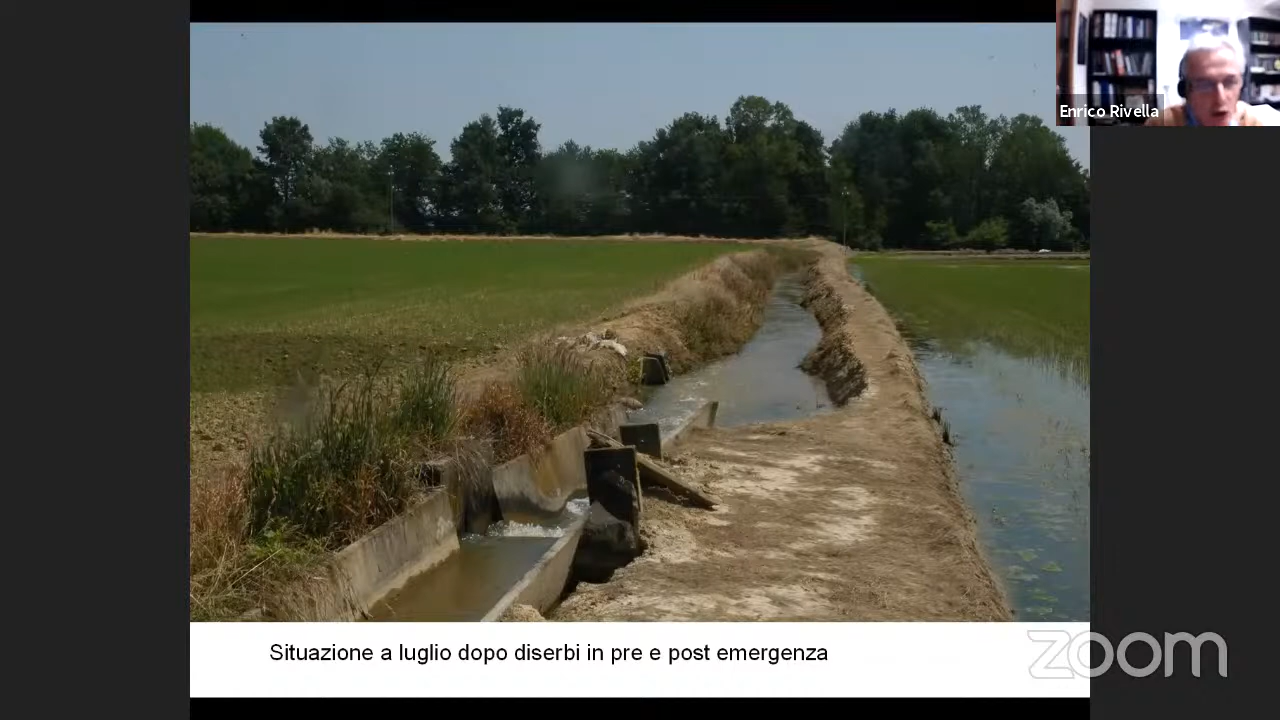 Enrico Rivella
Situazione a luglio dopo diserbi in pre e post emergenza
zoom